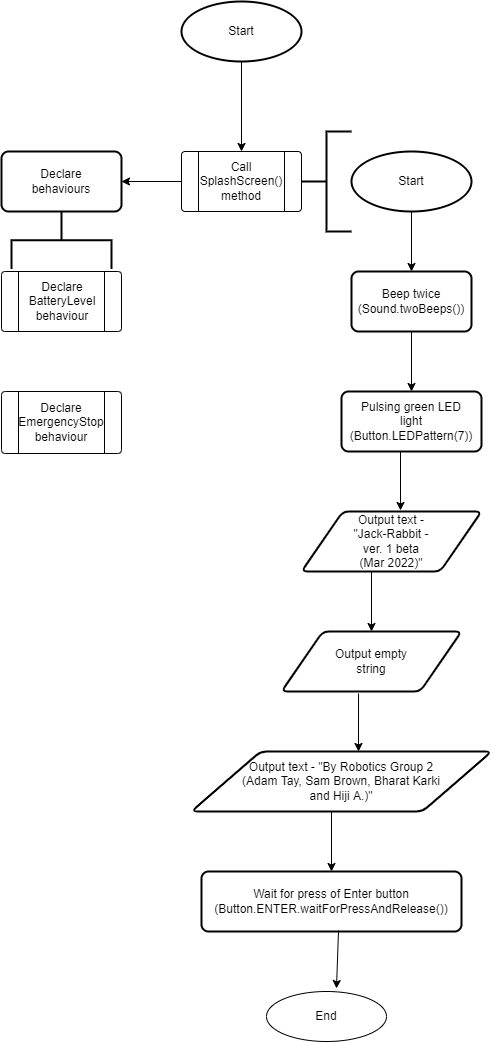 Start
Call
SplashScreen()
method
Declare
behaviours
Declare
BatteryLevel
behaviour
Declare
EmergencyStop
behaviour
Start
Beep twice
(Sound.twoBeeps())
Pulsing green LED
light
(Button.LEDPattern(7))
Output text -
"Jack-Rabbit -
ver. 1 beta
(Mar 2022)"
Output empty
string
Output text - "By Robotics Group 2
(Adam Tay, Sam Brown, Bharat Karki
and Hiji A.)"
Wait for press of Enter button
(Button.ENTER.waitForPressAndRelease())
End